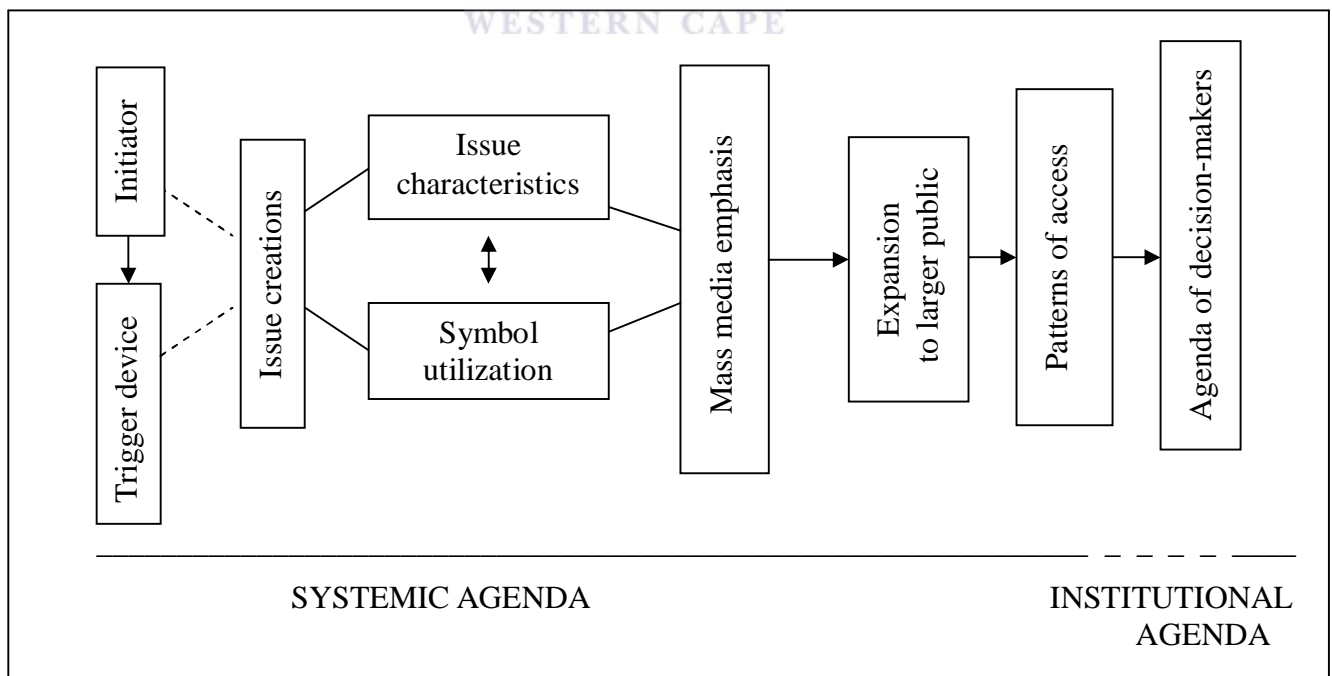 WESTERN CAPE
Initiator
Trigger device
Issue creations
Issue
characteristics
Symbol
utilization
Mass media emphasis
Expansion
to larger public
Patterns of access
Agenda of decision-makers
SYSTEMIC AGENDA
INSTITUTIONAL
AGENDA